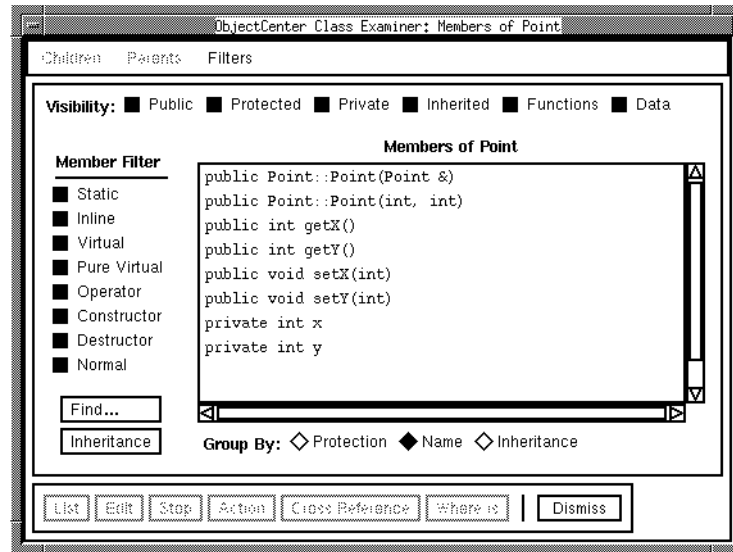 ObjectCenter Class Examiner: Members of Point
Children Parents Filters
Visibility: Public Protected Private Inherited Functions Data
Members of Point
Member Filter
Static
Inline
Virtual
Pure Virtual
Operator
Constructor
Destructor
Normal
public Point::Point(Point &)
public Point::Point(int, int)
public int getX()
public int getY()
public void setX(int)
public void setY(int)
private int x
private int y
Find...
Inheritance
Group By: Protection Name Inheritance
List Edit Stop Action Cross Reference Where is Dismiss